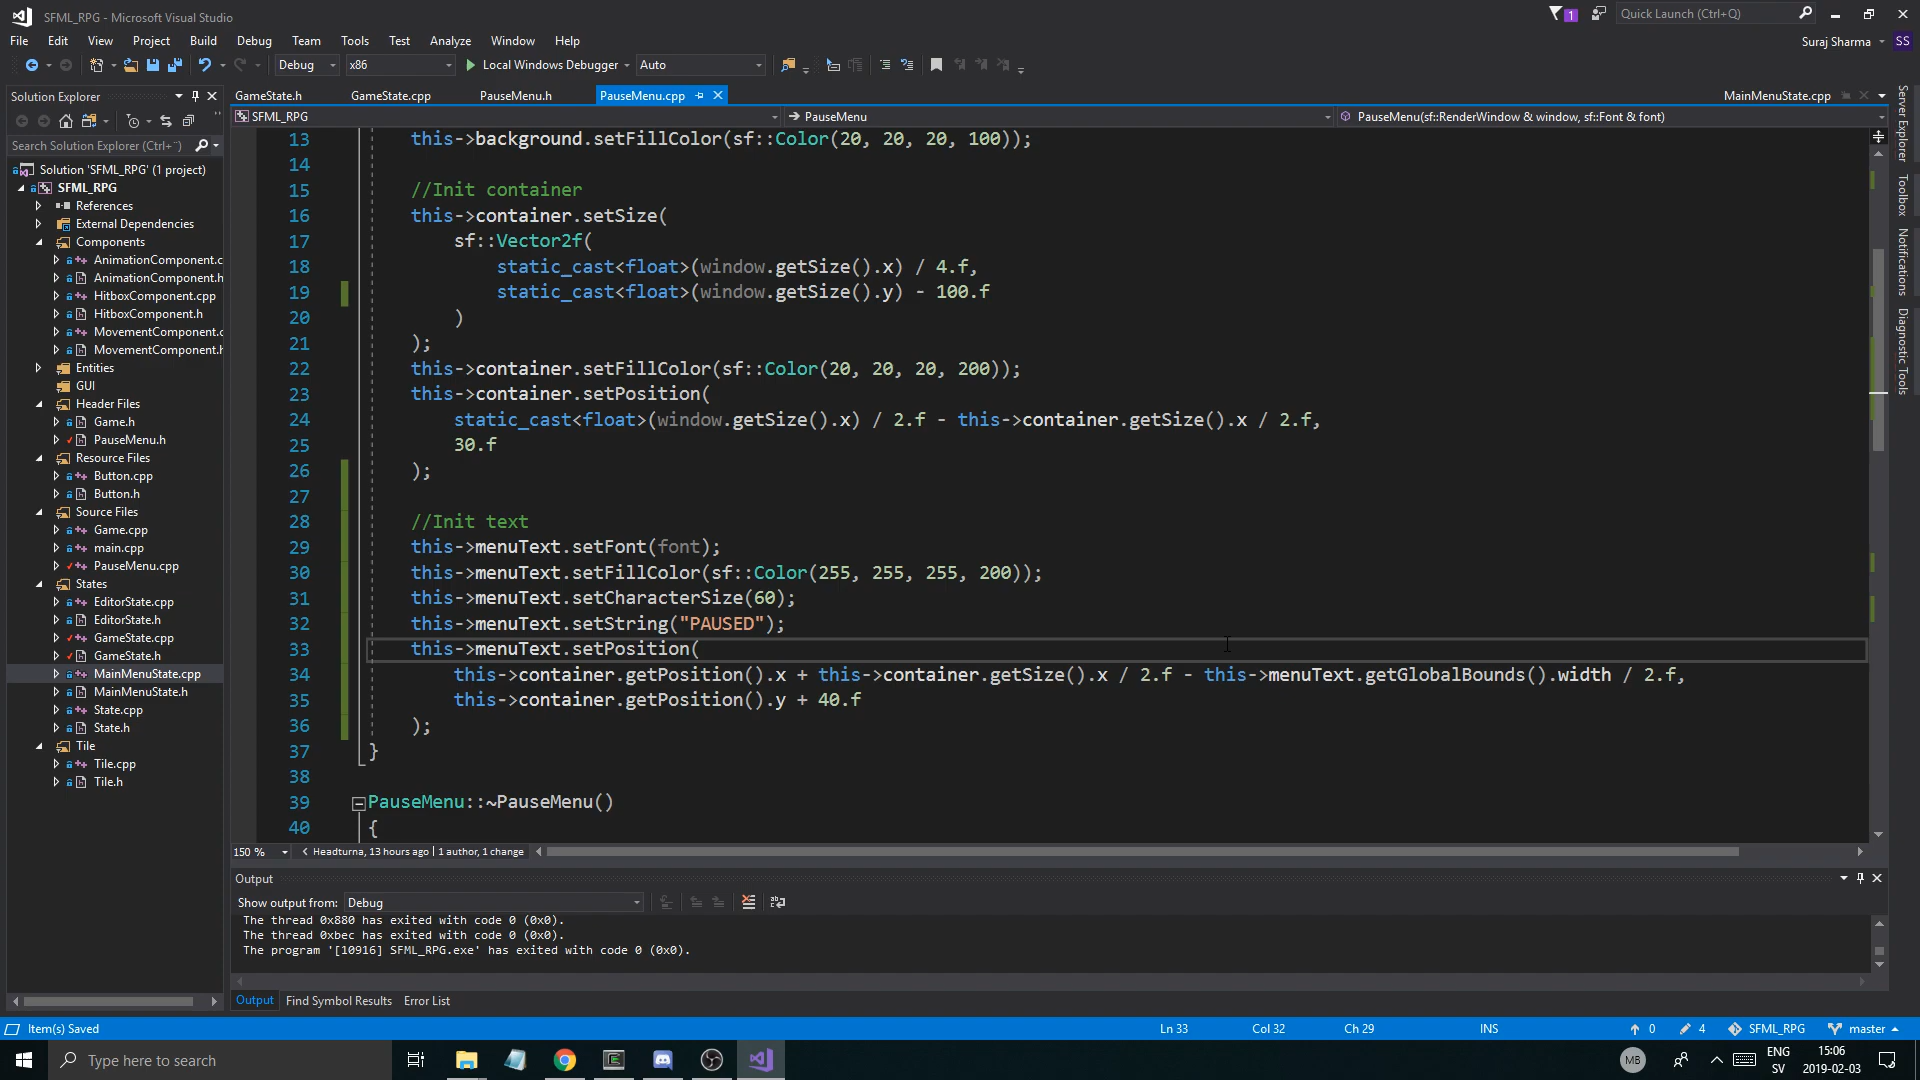 SFML_RPG - Microsoft Visual Studio
1
Quick Launch (Ctrl+Q)
File Edit View Project Build Debug Team Tools Test Analyze Window Help
Suraj Sharma SS
Debug x86 Local Windows Debugger Auto
Solution Explorer
GameState.h GameState.cpp PauseMenu.h PauseMenu.cpp MainMenuState.cpp
SFML_RPG PauseMenu PauseMenu(sf::RenderWindow & window, sf::Font & font)
Search Solution Explorer (Ctrl+¨)
Solution 'SFML_RPG' (1 project)
SFML_RPG
References
External Dependencies
Components
AnimationComponent.c
AnimationComponent.h
HitboxComponent.cpp
HitboxComponent.h
MovementComponent.c
MovementComponent.h
Entities
GUI
Header Files
Game.h
PauseMenu.h
Resource Files
Button.cpp
Button.h
Source Files
Game.cpp
main.cpp
PauseMenu.cpp
States
EditorState.cpp
EditorState.h
GameState.cpp
GameState.h
MainMenuState.cpp
MainMenuState.h
State.cpp
State.h
Tile
Tile.cpp
Tile.h
13 this->background.setFillColor(sf::Color(20, 20, 20, 100));
14
15 //Init container
16 this->container.setSize(
17 sf::Vector2f(
18 static_cast<float>(window.getSize().x) / 4.f,
19 static_cast<float>(window.getSize().y) - 100.f
20 )
21 );
22 this->container.setFillColor(sf::Color(20, 20, 20, 200));
23 this->container.setPosition(
24 static_cast<float>(window.getSize().x) / 2.f - this->container.getSize().x / 2.f,
25 30.f
26 );
27
28 //Init text
29 this->menuText.setFont(font);
30 this->menuText.setFillColor(sf::Color(255, 255, 255, 200));
31 this->menuText.setCharacterSize(60);
32 this->menuText.setString("PAUSED");
33 this->menuText.setPosition(
34 this->container.getPosition().x + this->container.getSize().x / 2.f - this->menuText.getGlobalBounds().width / 2.f,
35 this->container.getPosition().y + 40.f
36 );
37 }
38
39 PauseMenu::~PauseMenu()
40 {
Server Explorer
Toolbox
Notifications
Diagnostic Tools
150 % Headturna, 13 hours ago | 1 author, 1 change
Output
Show output from: Debug
The thread 0x880 has exited with code 0 (0x0).
The thread 0xbec has exited with code 0 (0x0).
The program '[10916] SFML_RPG.exe' has exited with code 0 (0x0).
Output Find Symbol Results Error List
Item(s) Saved Ln 33 Col 32 Ch 29 INS 0 4 SFML_RPG master
Type here to search
MB
ENG
SV
15:06
2019-02-03